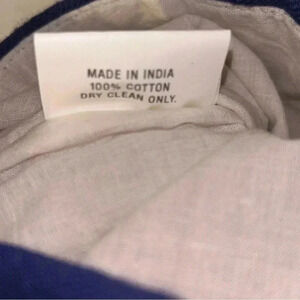 MADE IN INDIA
100% COTTON
DRY CLEAN ONLY.